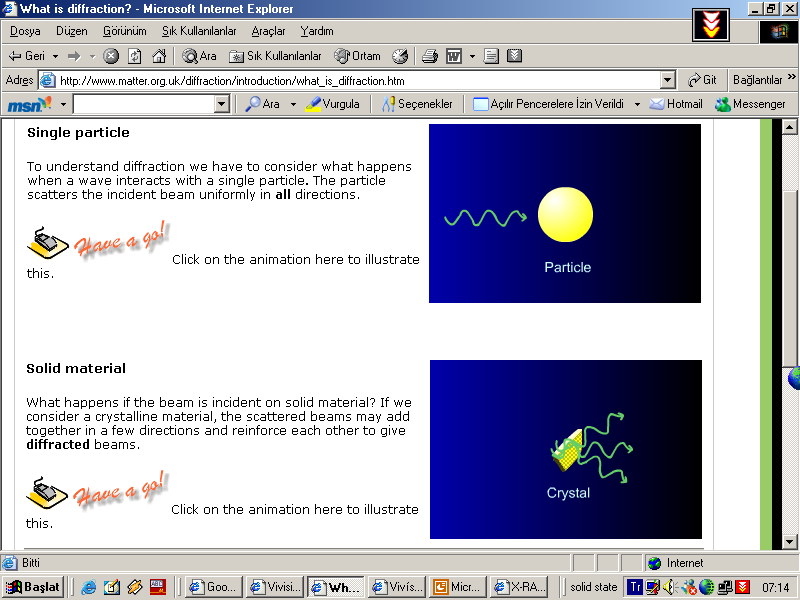 What is diffraction? - Microsoft Internet Explorer
Dosya Düzen Görünüm Sık Kullanılanlar Araçlar Yardım
Geri Ara Sık Kullanılanlar Ortam
Adres http://www.matter.org.uk/diffraction/introduction/what_is_diffraction.htm Git Bağlantılar »
msn Ara Vurgula Seçenekler Açılır Pencerelere İzin Verildi Hotmail Messenger
Single particle
To understand diffraction we have to consider what happens
when a wave interacts with a single particle. The particle
scatters the incident beam uniformly in all directions.
Have a go!
Click on the animation here to illustrate
this.
Particle
Solid material
What happens if the beam is incident on solid material? If we
consider a crystalline material, the scattered beams may add
together in a few directions and reinforce each other to give
diffracted beams.
Have a go!
Click on the animation here to illustrate
this.
Crystal
Bitti Internet
Başlat Goo... Vivisi... Wh... Vivís... Micr... X-RA... solid state Tr 07:14